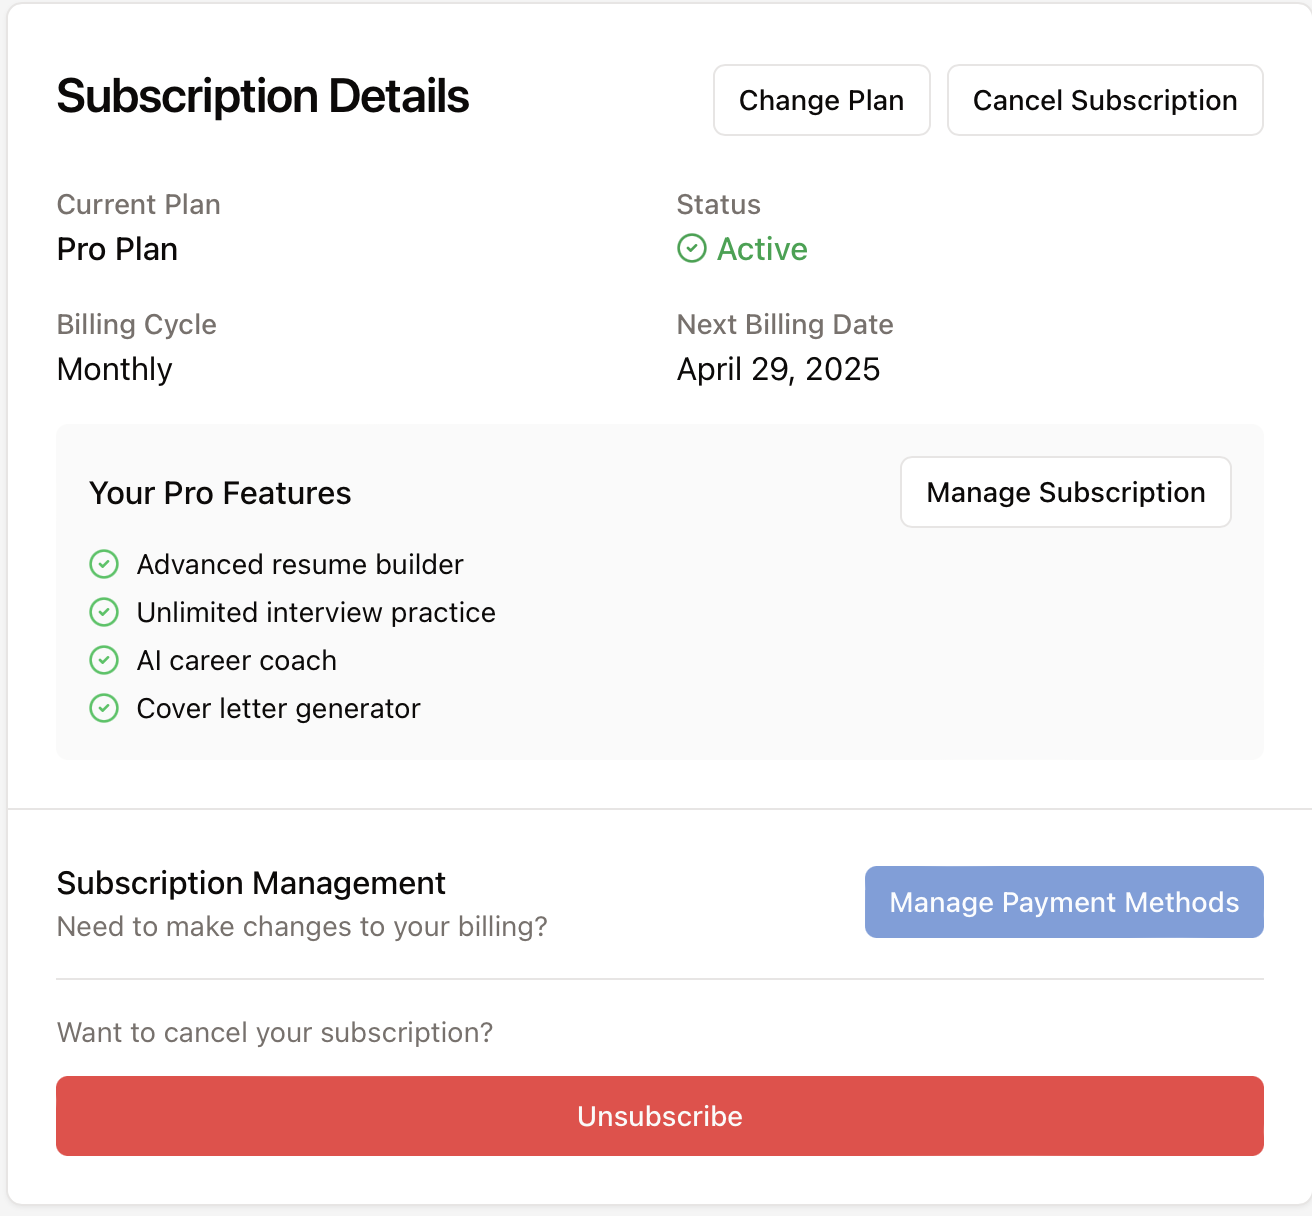 Subscription Details
Change Plan
Cancel Subscription
Current Plan
Pro Plan
Status
Active
Billing Cycle
Monthly
Next Billing Date
April 29, 2025
Your Pro Features
Manage Subscription
Advanced resume builder
Unlimited interview practice
AI career coach
Cover letter generator
Subscription Management
Need to make changes to your billing?
Manage Payment Methods
Want to cancel your subscription?
Unsubscribe